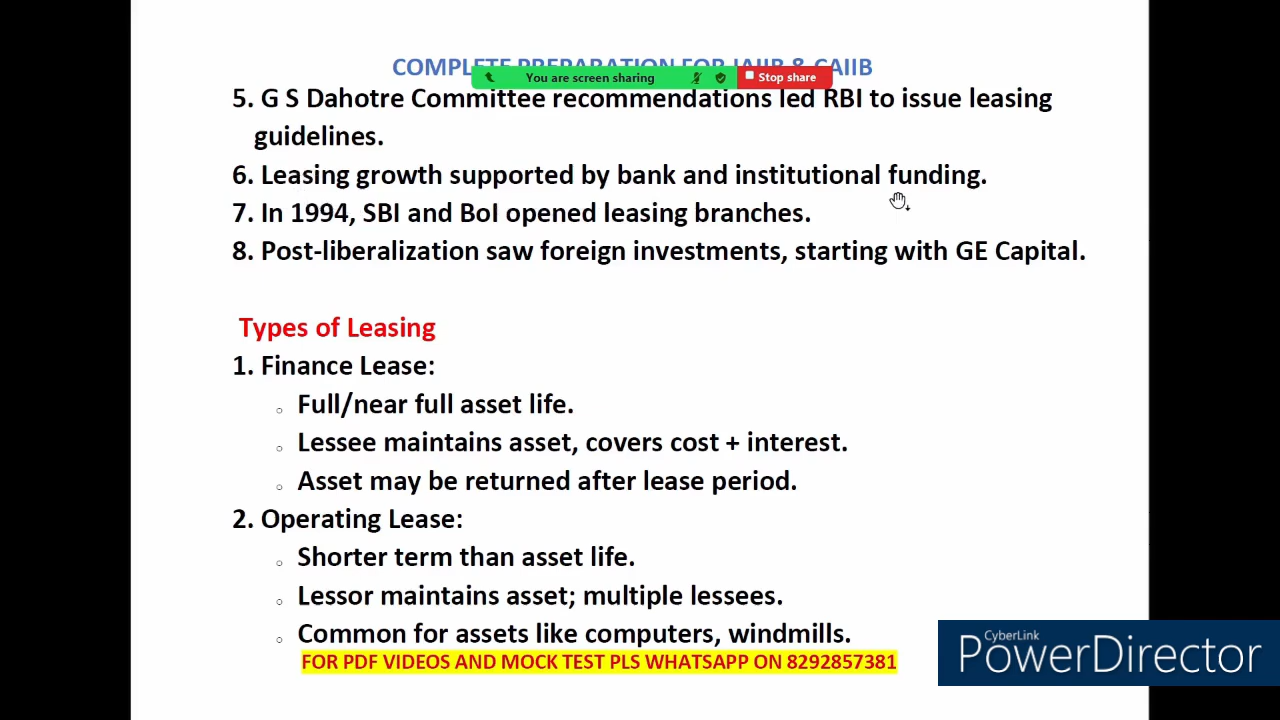 COMPLETE PREPARATION FOR JAIIB & CAIIB
You are screen sharing
Stop share
5. G S Dahotre Committee recommendations led RBI to issue leasing
guidelines.
6. Leasing growth supported by bank and institutional funding.
7. In 1994, SBI and BoI opened leasing branches.
8. Post-liberalization saw foreign investments, starting with GE Capital.
Types of Leasing
1. Finance Lease:
○ Full/near full asset life.
○ Lessee maintains asset, covers cost + interest.
○ Asset may be returned after lease period.
2. Operating Lease:
○ Shorter term than asset life.
○ Lessor maintains asset; multiple lessees.
○ Common for assets like computers, windmills.
FOR PDF VIDEOS AND MOCK TEST PLS WHATSAPP ON 8292857381
CyberLink
PowerDirector